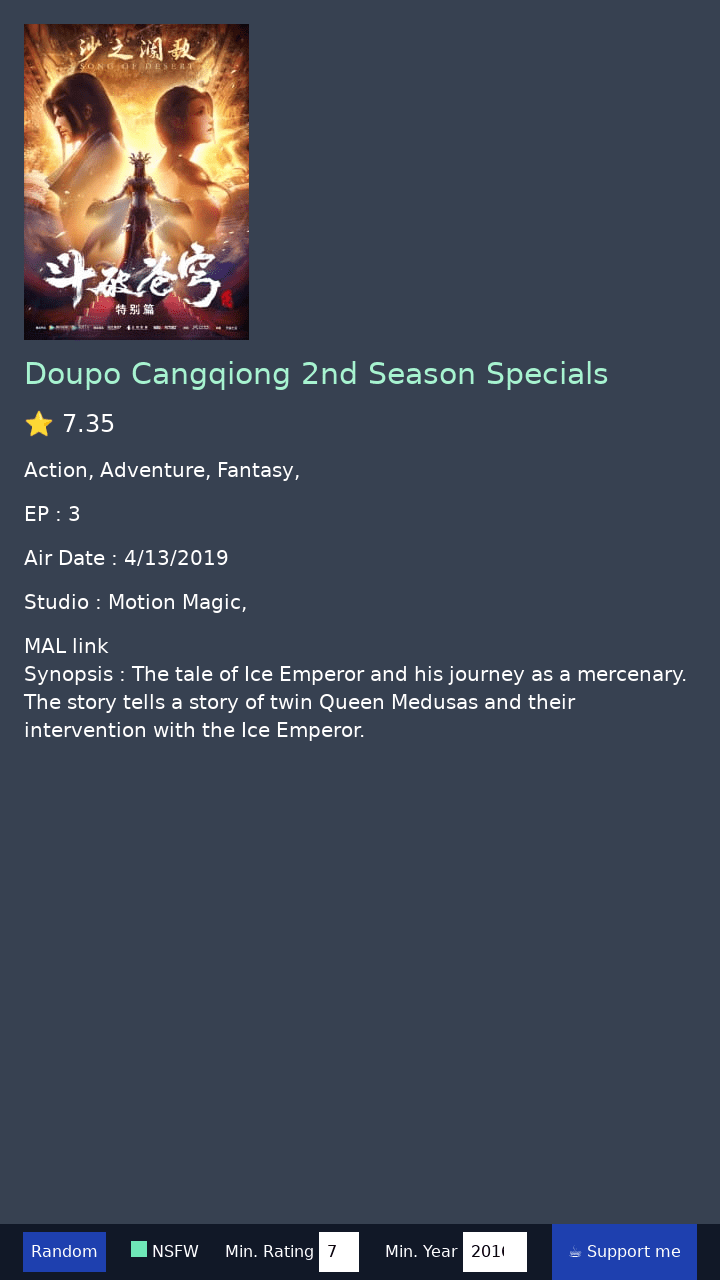 沙之澜歌
SONG OF DESERT
斗破苍穹
特别篇
Doupo Cangqiong 2nd Season Specials
⭐ 7.35
Action, Adventure, Fantasy,
EP : 3
Air Date : 4/13/2019
Studio : Motion Magic,
MAL link
Synopsis : The tale of Ice Emperor and his journey as a mercenary.
The story tells a story of twin Queen Medusas and their
intervention with the Ice Emperor.
Random NSFW Min. Rating 7 Min. Year 201 ☕ Support me